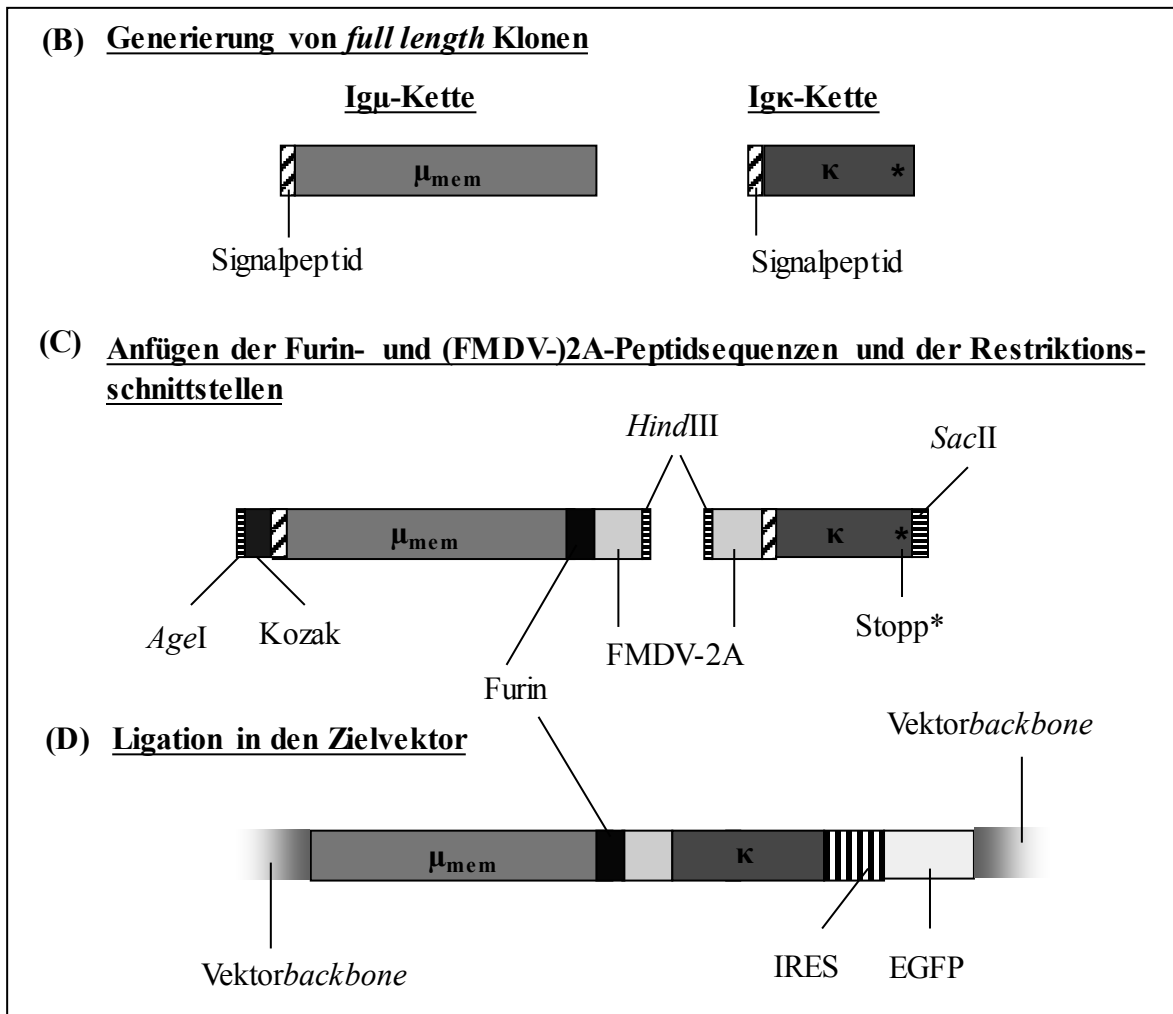 (B) Generierung von full length Klonen
Igμ-Kette
Igκ-Kette
μmem
κ *
Signalpeptid
Signalpeptid
(C) Anfügen der Furin- und (FMDV-)2A-Peptidsequenzen und der Restriktions-
schnittstellen
HindIII
SacII
μmem
κ *
AgeI
Kozak
FMDV-2A
Stopp*
Furin
(D) Ligation in den Zielvektor
Vektorbackbone
μmem
κ
Vektorbackbone
IRES
EGFP